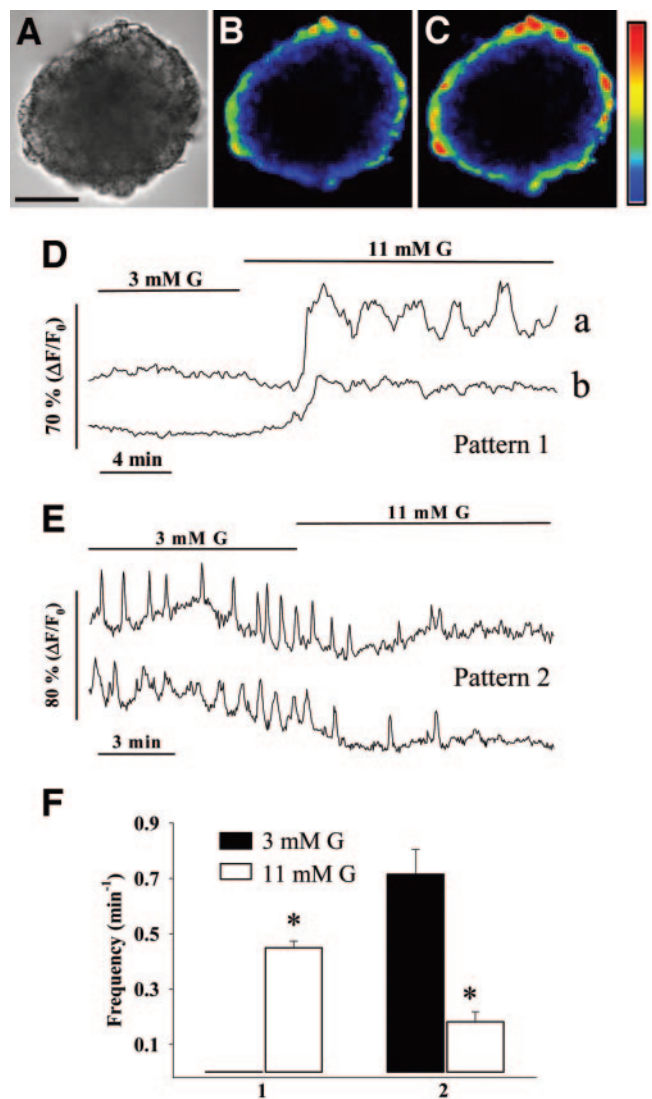 A
B
C
D
11 mM G
3 mM G
70 % (ΔF/F₀)
a
b
Pattern 1
4 min
E
11 mM G
3 mM G
80 % (ΔF/F₀)
Pattern 2
3 min
F
0.9
0.7
0.5
0.3
0.1
Frequency (min⁻¹)
3 mM G
11 mM G
*
*
1
2